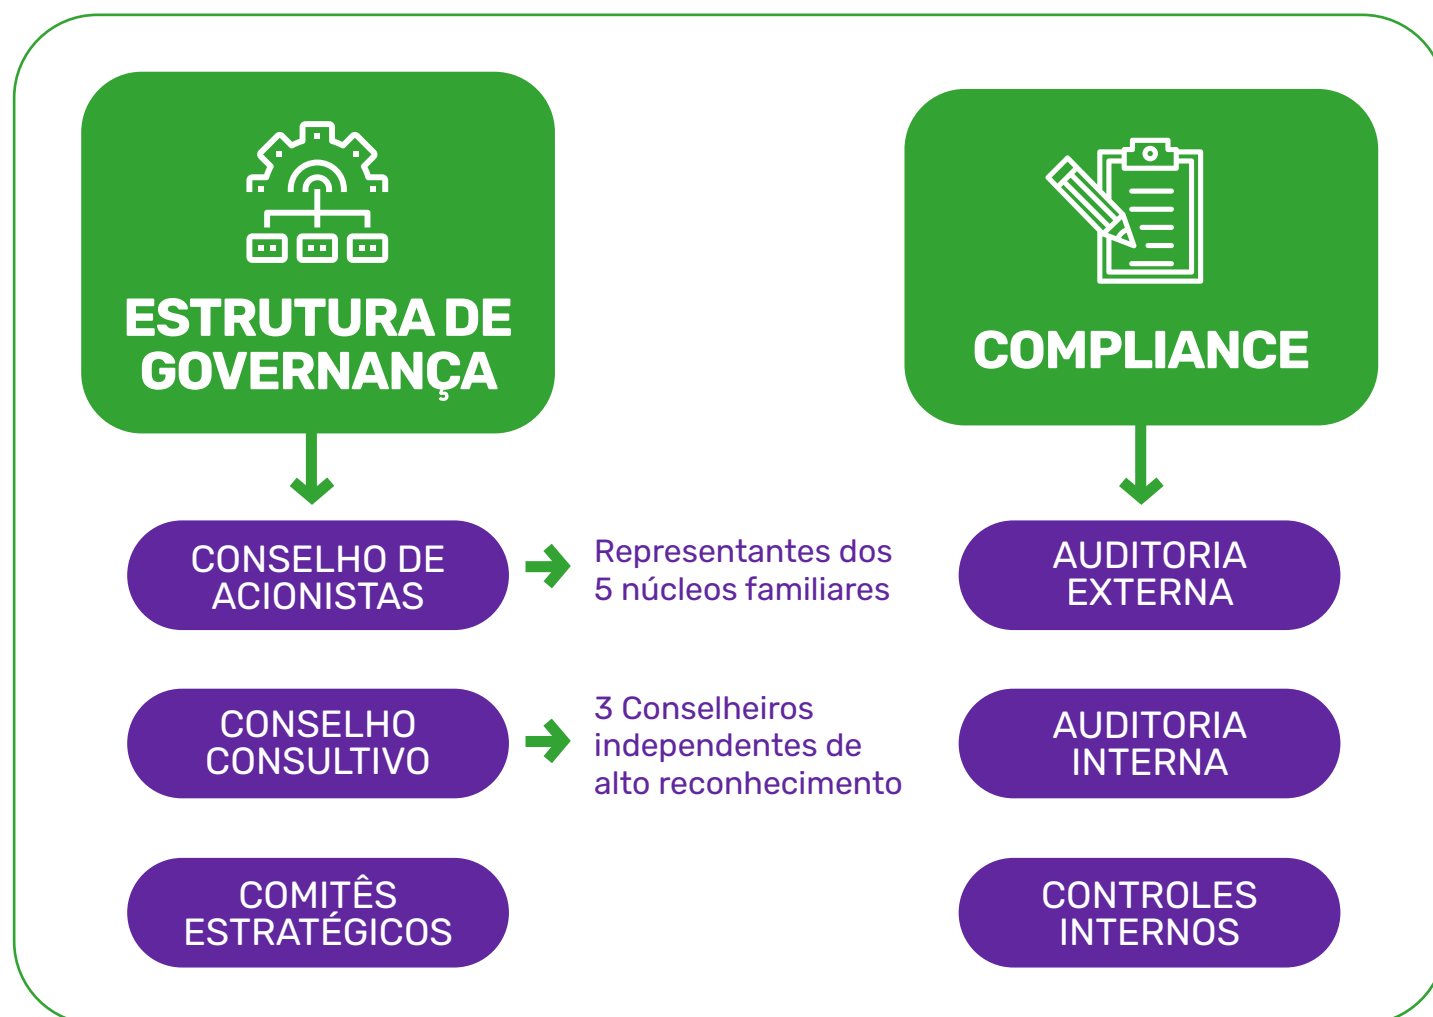 ESTRUTURA DE
GOVERNANÇA
CONSELHO DE
ACIONISTAS
Representantes dos
5 núcleos familiares
CONSELHO
CONSULTIVO
3 Conselheiros
independentes de
alto reconhecimento
COMITÊS
ESTRATÉGICOS
COMPLIANCE
AUDITORIA
EXTERNA
AUDITORIA
INTERNA
CONTROLES
INTERNOS